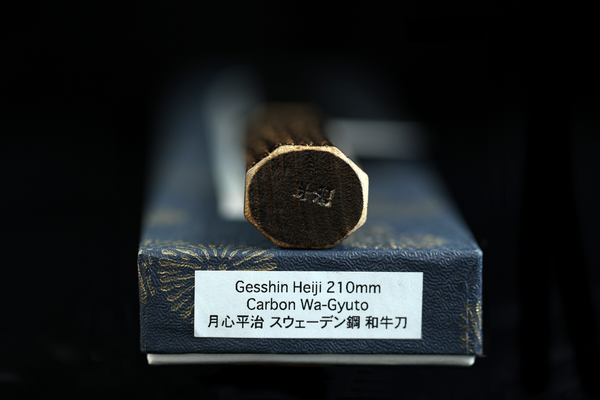 Gesshin Heiji 210mm
Carbon Wa-Gyuto
月心平治 スウェーデン鋼 和牛刀